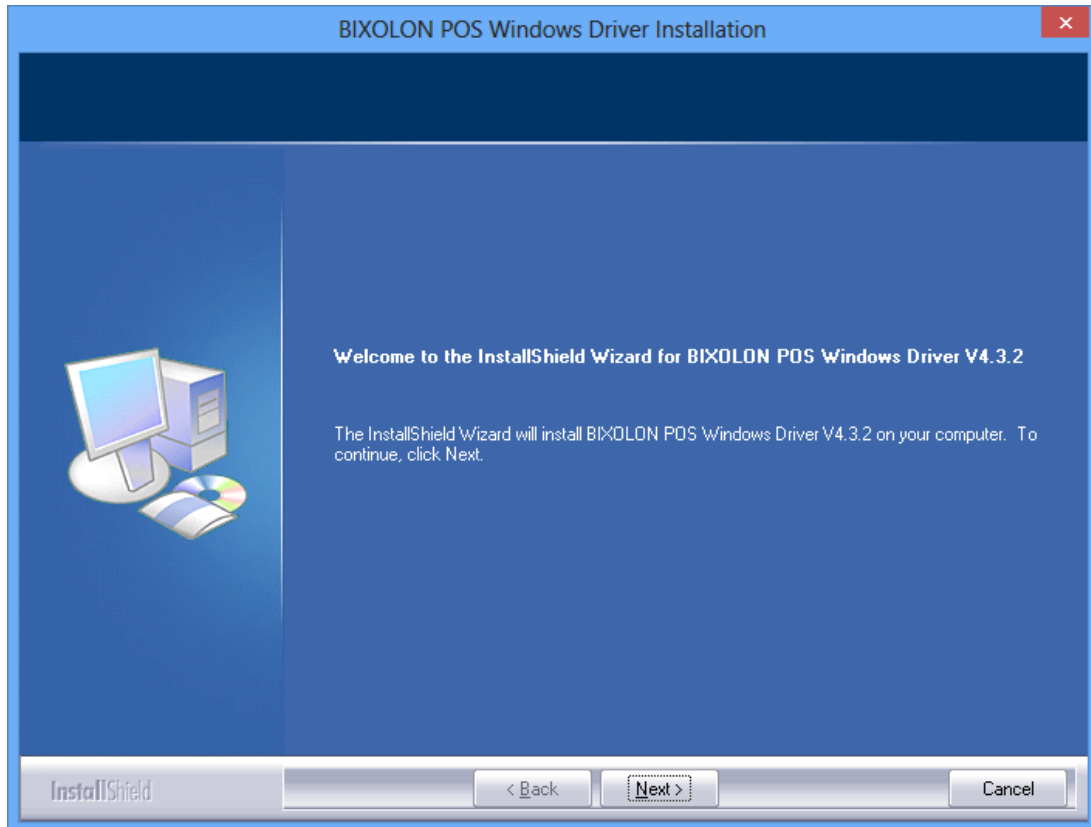 BIXOLON POS Windows Driver Installation
Welcome to the InstallShield Wizard for BIXOLON POS Windows Driver V4.3.2
The InstallShield Wizard will install BIXOLON POS Windows Driver V4.3.2 on your computer.  To
continue, click Next.
InstallShield
< Back
Next >
Cancel